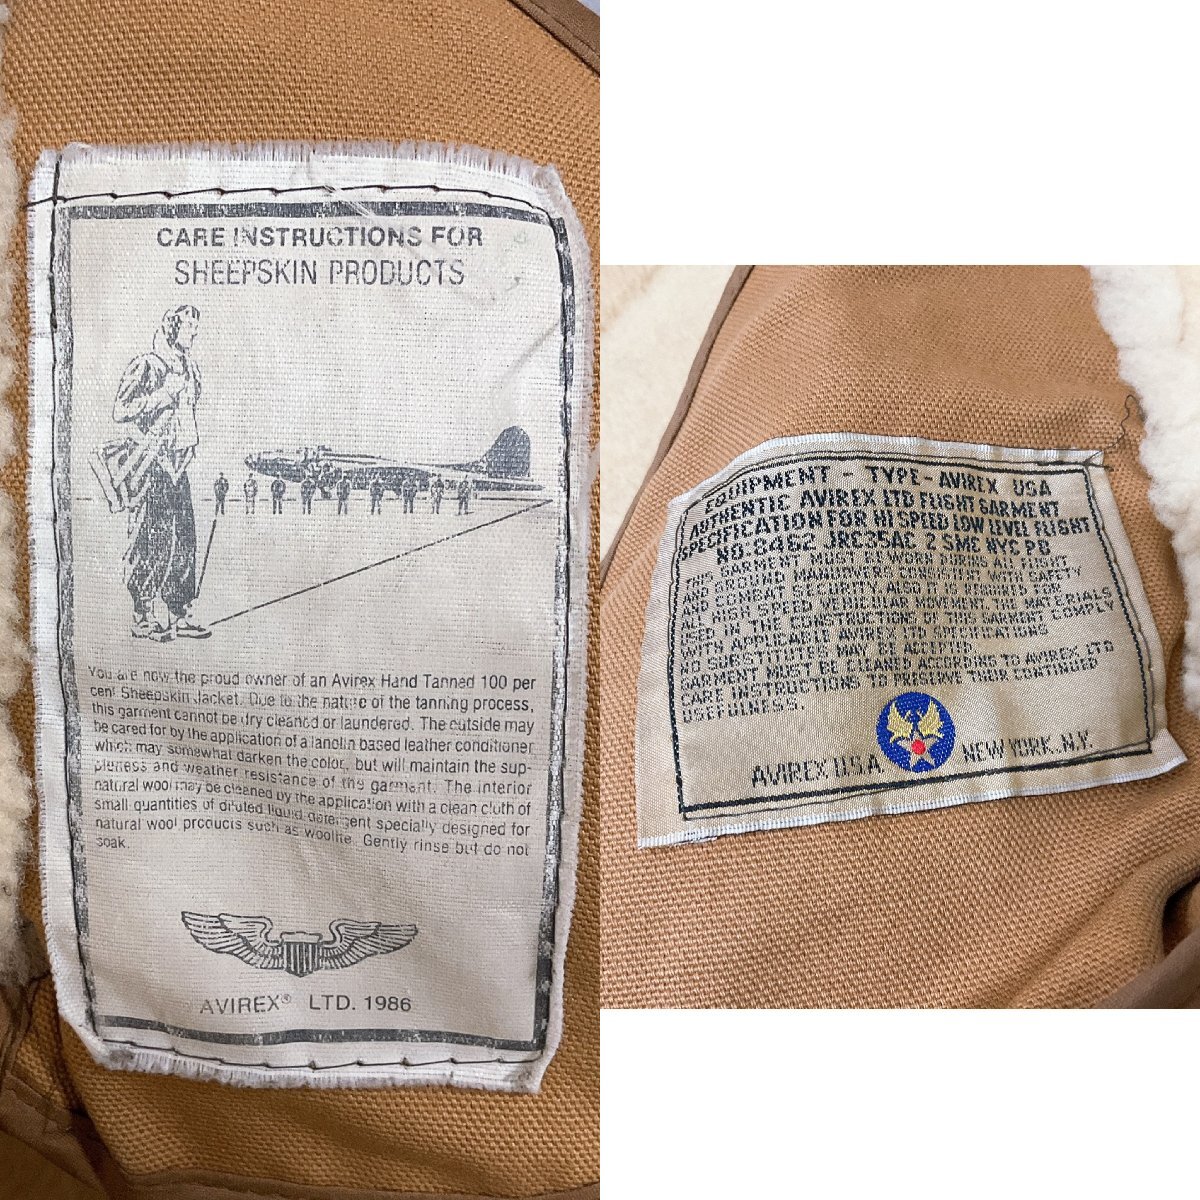 CARE INSTRUCTIONS FOR
SHEEPSKIN PRODUCTS
You are now the proud owner of an Avirex Hand Tanned 100 per
cent Sheepskin Jacket. Due to the nature of the tanning process,
this garment cannot be dry cleaned or laundered. The outside may
be cared for by the application of a lanolin based leather conditioner
which may somewhat darken the color, but will maintain the sup-
pleness and weather resistance of the garment. The interior
natural wool may be cleaned by the application with a clean cloth of
small quantities of diluted liquid detergent specially designed for
natural wool products such as woolite. Gently rinse but do not
soak.
AVIREX® LTD. 1986
EQUIPMENT - TYPE - AVIREX USA
AUTHENTIC AVIREX LTD FLIGHT GARMENT
SPECIFICATION FOR HI SPEED LOW LEVEL FLIGHT
NO: 8462 JRC35AC 2 SMC NYC PB
THIS GARMENT MUST BE WORN DURING ALL FLIGHT
AND GROUND MANOUVERS CONSISTENT WITH SAFETY
AND COMBAT SECURITY. ALSO IS DESIGNED FOR
ALL HIGH SPEED VEHICULAR MOVEMENT. THE MATERIALS
USED IN THE CONSTRUCTION OF THIS GARMENT COMPLY
WITH APPLICABLE AVIREX LTD SPECIFICATIONS
NO SUBSTITUTES MAY BE ACCEPTED.
GARMENT MUST BE CLEANED ACCORDING TO AVIREX LTD
CARE INSTRUCTIONS TO PRESERVE YOUR CONTINUED
USEFULNESS.
AVIREX U.S.A NEW YORK. N.Y.